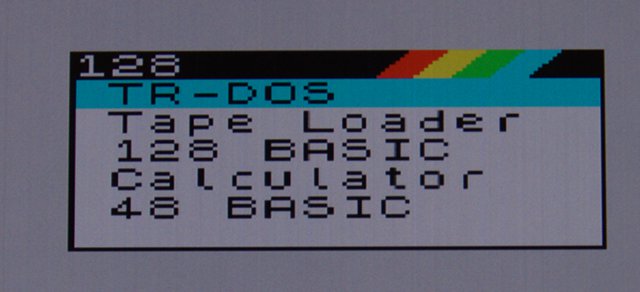 128
TR-DOS
Tape Loader
128 BASIC
Calculator
48 BASIC